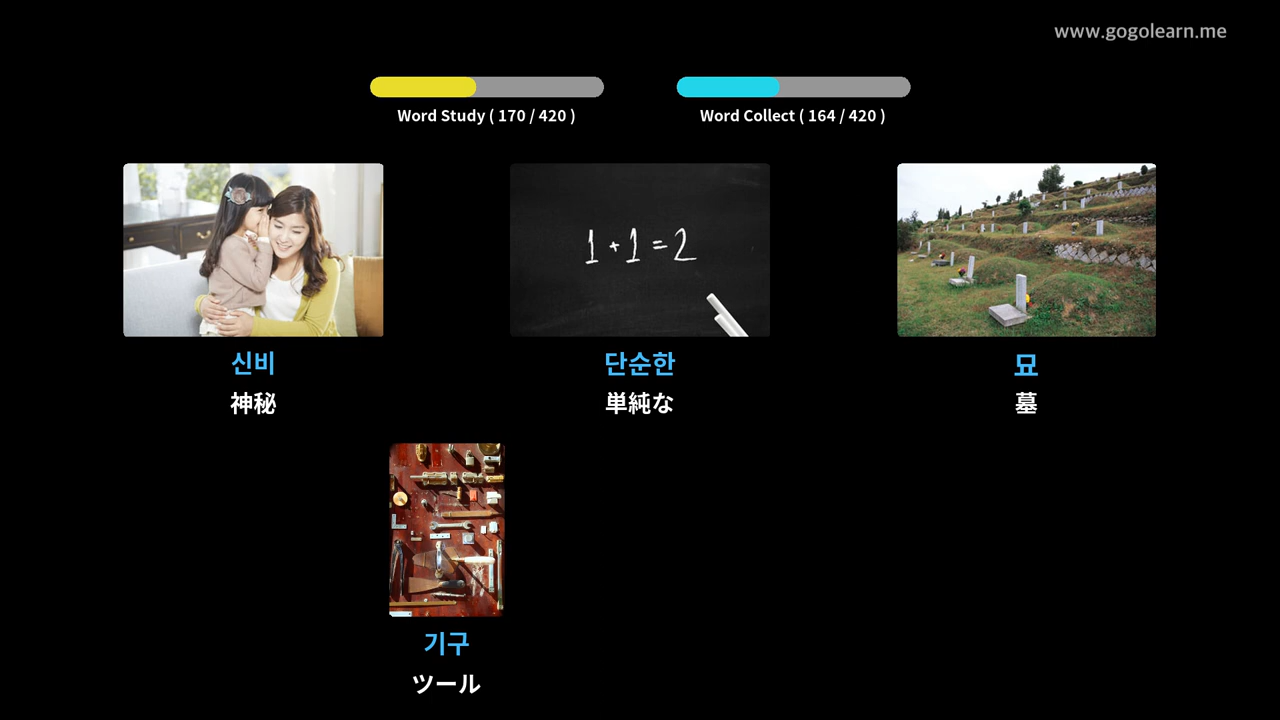 www.gogolearn.me
Word Study ( 170 / 420 )
Word Collect ( 164 / 420 )
1 + 1 = 2
신비
神秘
단순한
単純な
묘
墓
기구
ツール